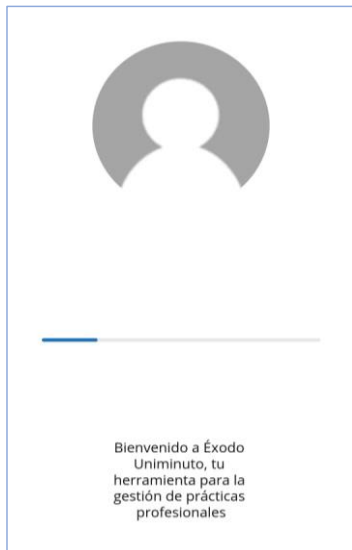 Bienvenido a Éxodo
Uniminuto, tu
herramienta para la
gestión de prácticas
profesionales